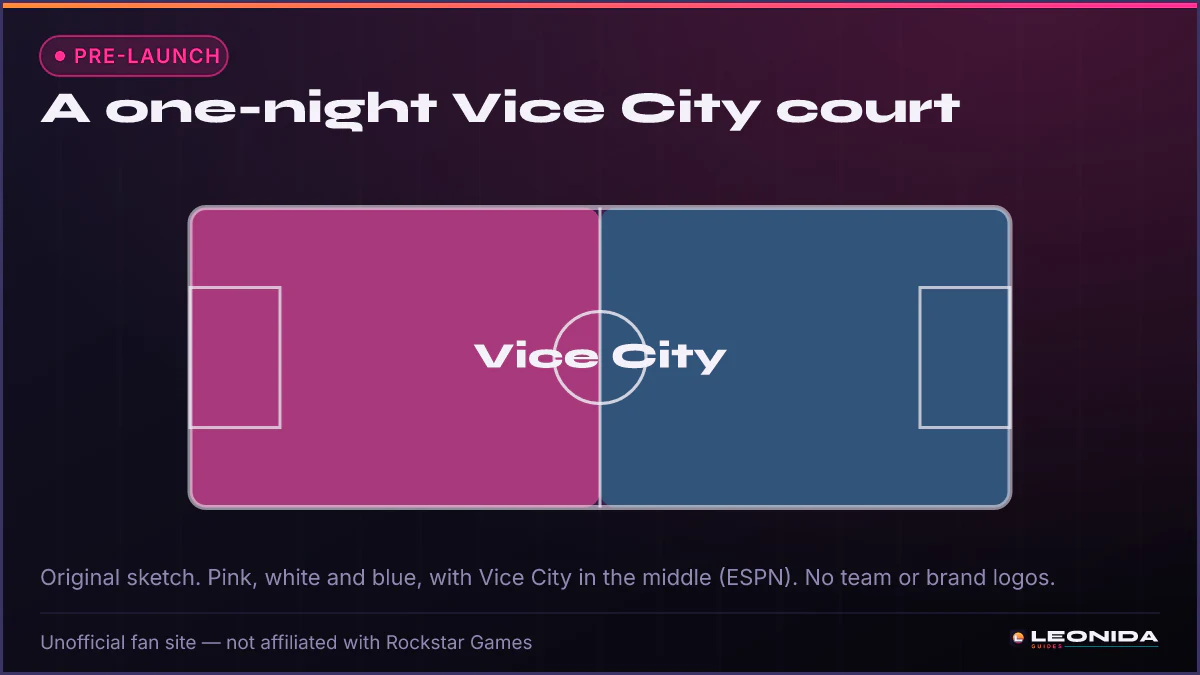 PRE-LAUNCH
A one-night Vice City court
Vice City
Original sketch. Pink, white and blue, with Vice City in the middle (ESPN). No team or brand logos.
Unofficial fan site — not affiliated with Rockstar Games
LEONIDA
GUIDES